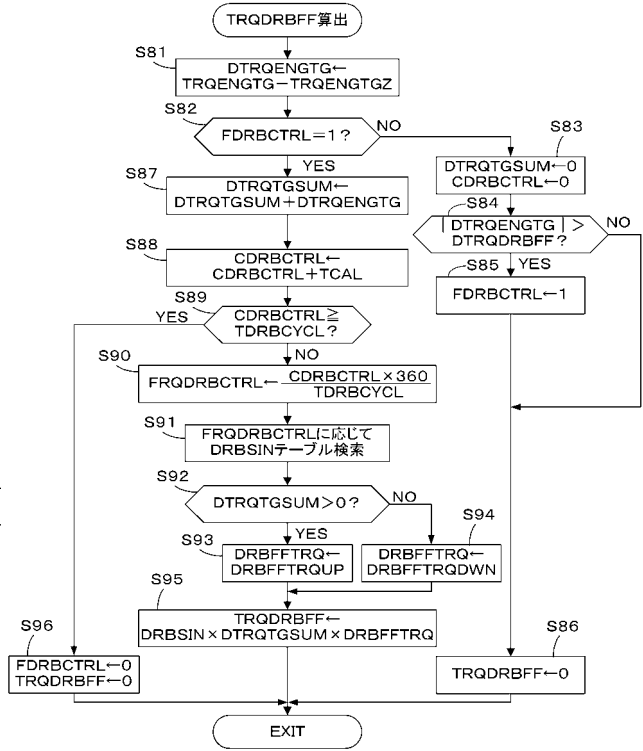 TRQDRBFF算出
S81
DTRQENGTG←
TRQENGTG−TRQENGTGZ
S82
FDRBCTRL=1?
NO
YES
S83
DTRQTGSUM←0
CDRBCTRL←0
S84
|DTRQENGTG|>
DTRQDRBFF?
NO
YES
S85
FDRBCTRL←1
S87
DTRQTGSUM←
DTRQTGSUM+DTRQENGTG
S88
CDRBCTRL←
CDRBCTRL+TCAL
S89
CDRBCTRL≧
TDRBCYCL?
YES
NO
S90
FRQDRBCTRL← CDRBCTRL×360
TDRBCYCL
S91
FRQDRBCTRLに応じて
DRBSINテーブル検索
S92
DTRQTGSUM>0?
NO
YES
S93
DRBFFTRQ←
DRBFFTRQUP
S94
DRBFFTRQ←
DRBFFTRQDWN
S95
TRQDRBFF←
DRBSIN×DTRQTGSUM×DRBFFTRQ
S96
FDRBCTRL←0
TRQDRBFF←0
S86
TRQDRBFF←0
EXIT